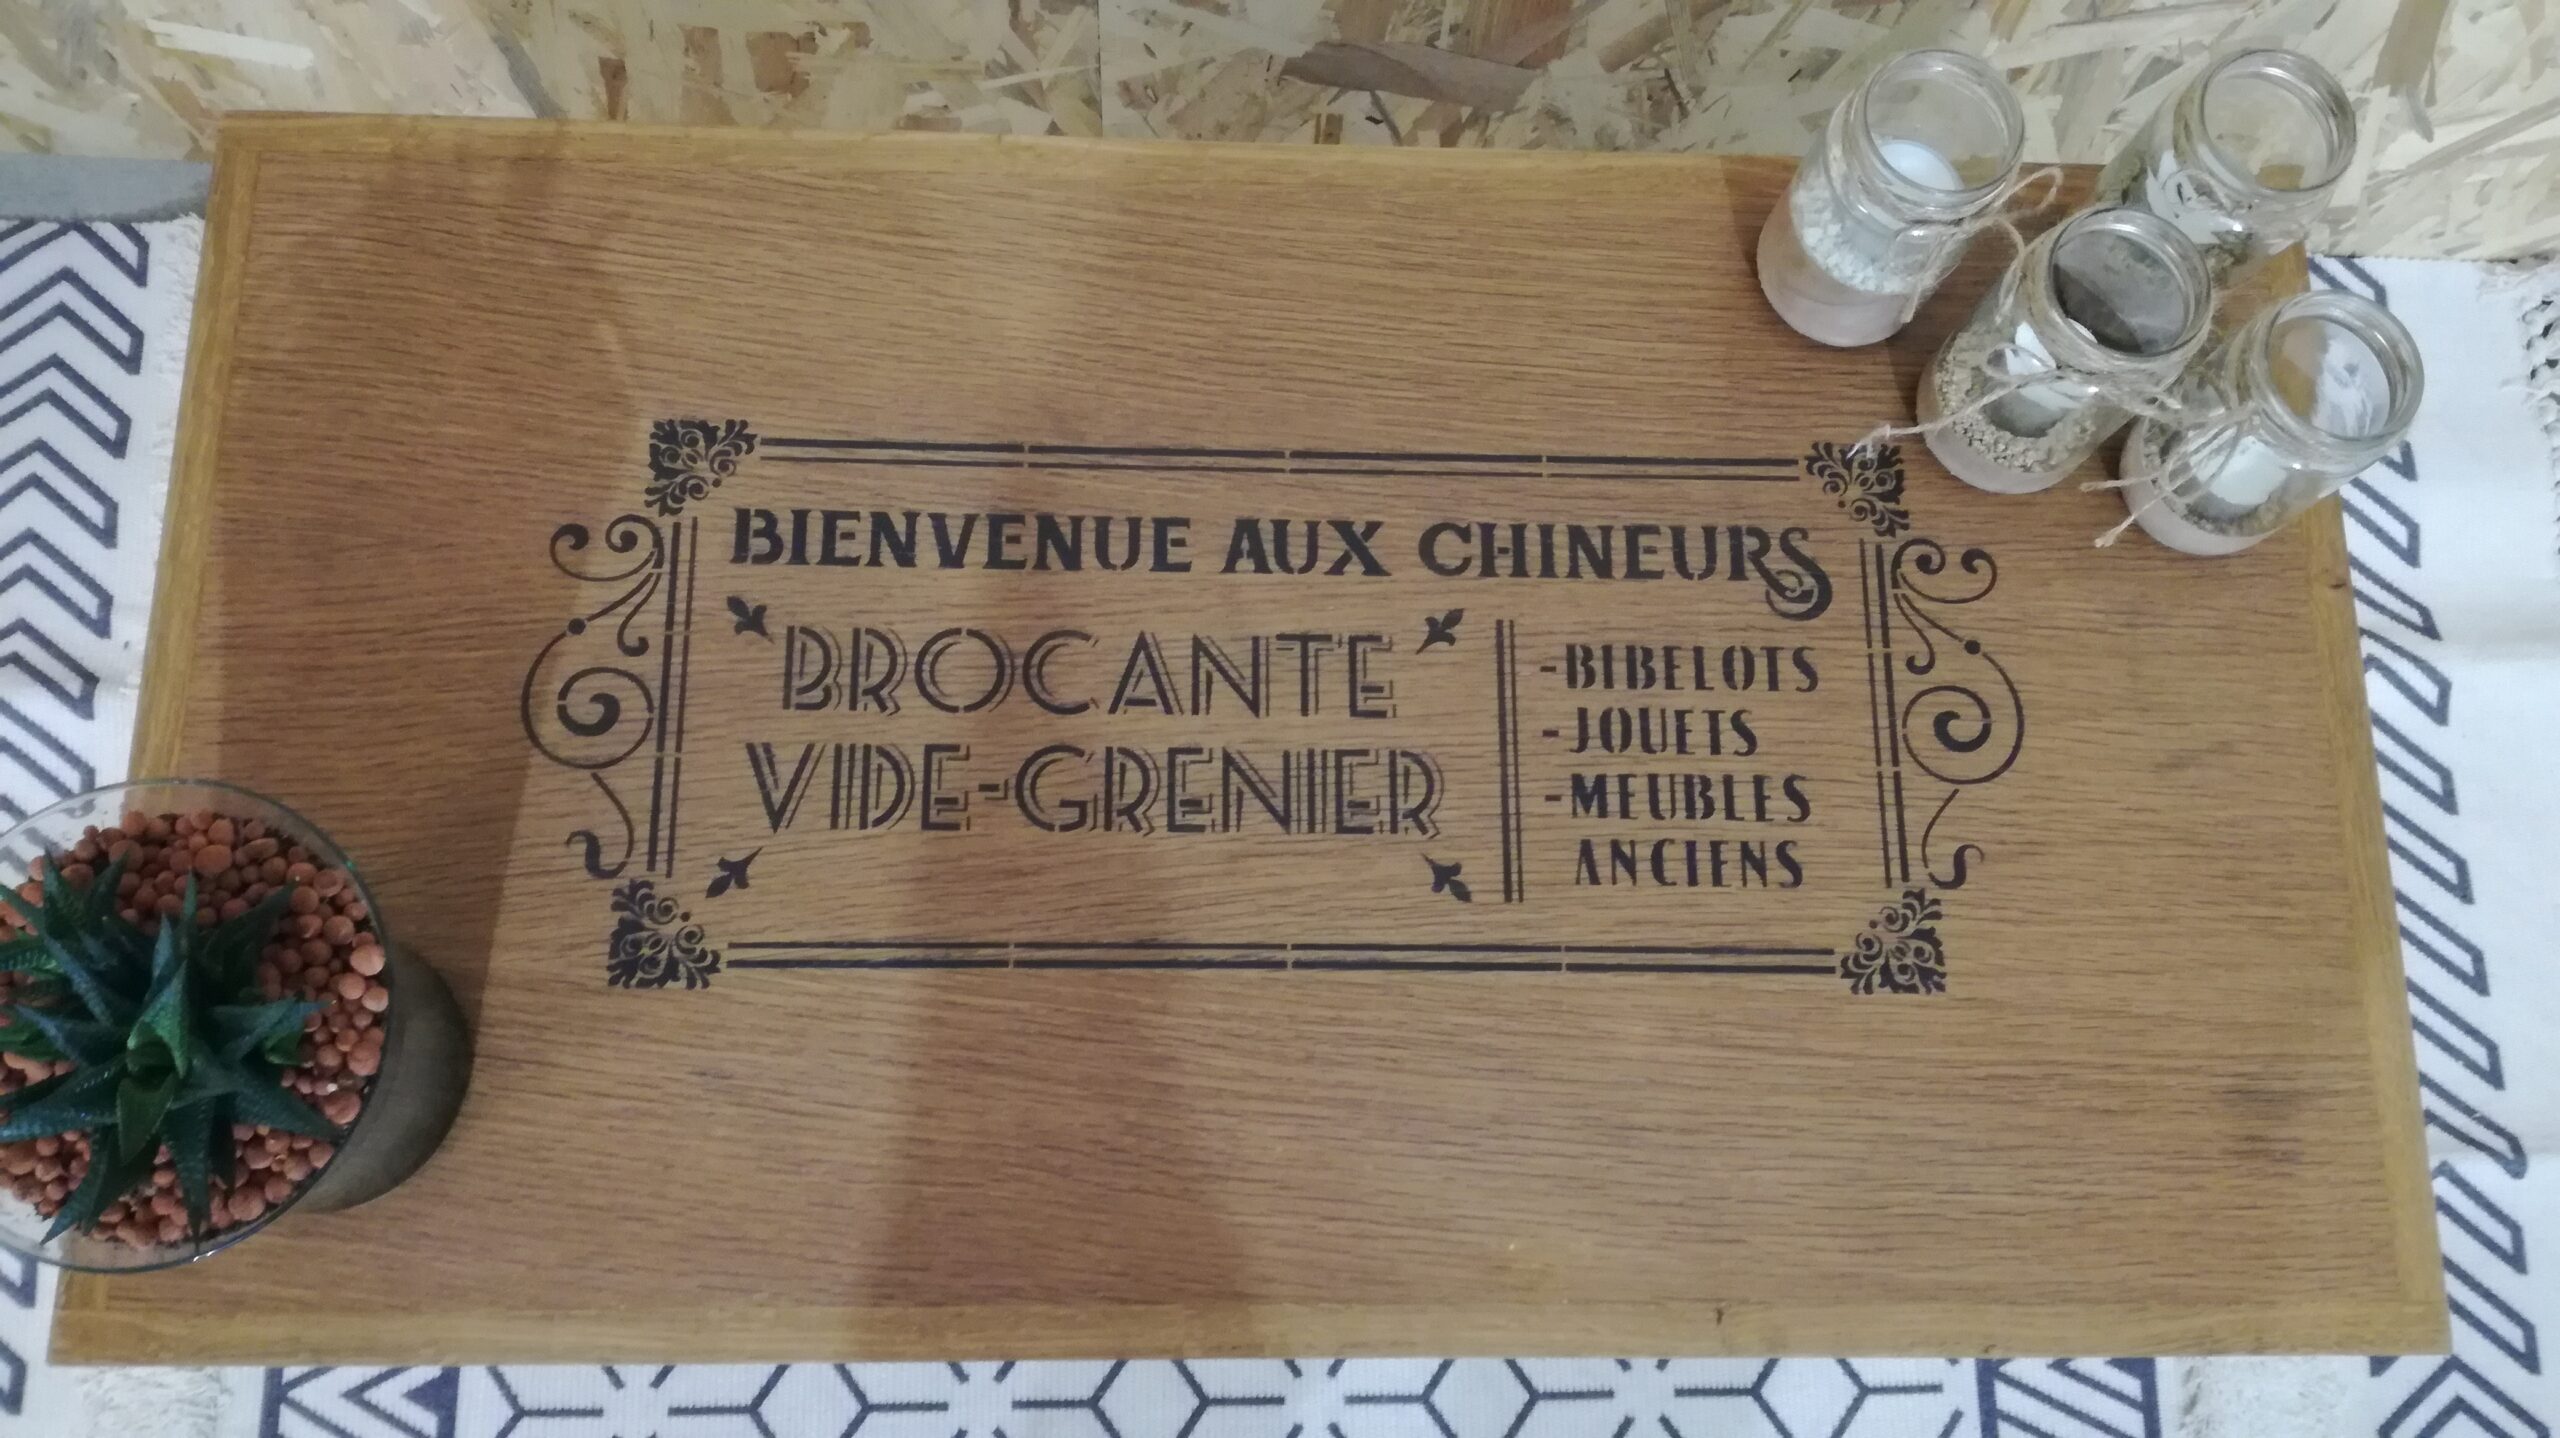 BIENVENUE AUX CHINEURS
BROCANTE
VIDE-GRENIER
-BIBELOTS
-JOUETS
-MEUBLES
ANCIENS